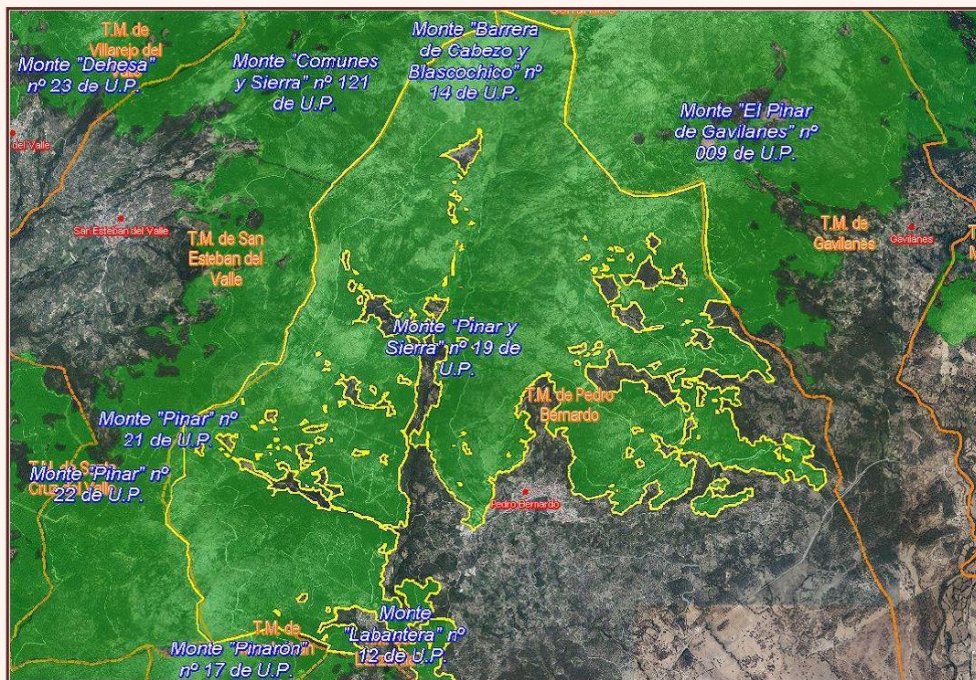 T.M. de
Villarejo del
Valle
Monte "Dehesa"
nº 23 de U.P.
Monte "Comunes
y Sierra" nº 121
de U.P.
Monte "Barrera
de Cabezo y
Blascochico" nº
14 de U.P.
Monte "El Pinar
de Gavilanes" nº
009 de U.P.
del Valle
San Esteban del Valle
T.M. de San
Esteban del
Valle
T.M. de
Gavilanes
Gavilanes
Monte "Pinar y
Sierra" nº 19 de
U.P.
T.M. de Pedro
Bernardo
Pedro Bernardo
Monte "Pinar" nº
21 de U.P.
Monte "Pinar" nº
22 de U.P.
Cruz del Valle
T.M. de
Monte "Pinaron"
nº 17 de U.P.
Monte
"Labantera" nº
12 de U.P.